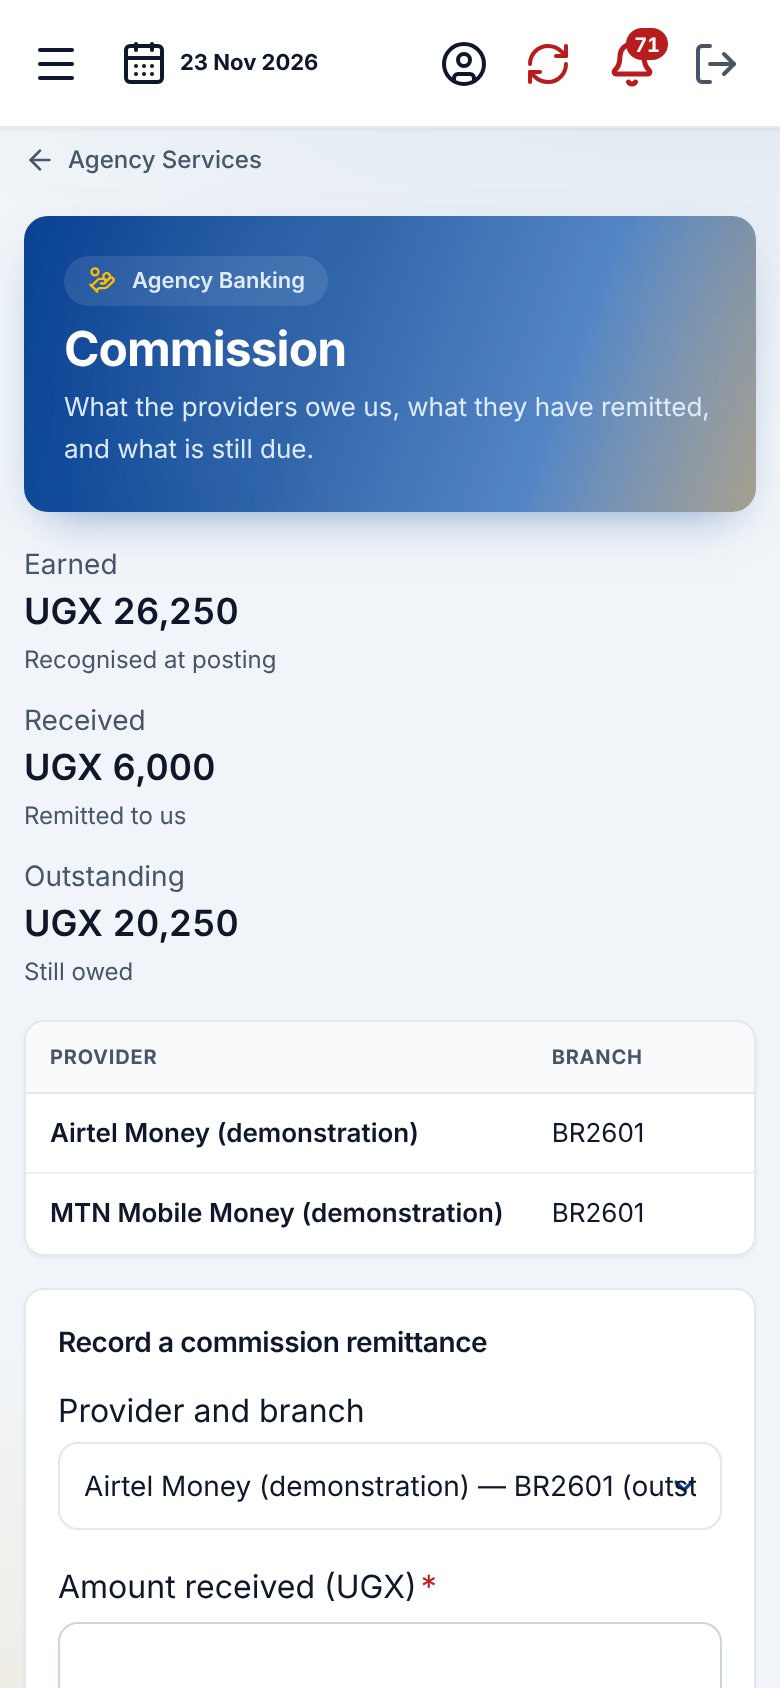 23 Nov 2026
71
Agency Services
Agency Banking
Commission
What the providers owe us, what they have remitted,
and what is still due.
Earned
UGX 26,250
Recognised at posting
Received
UGX 6,000
Remitted to us
Outstanding
UGX 20,250
Still owed
PROVIDER BRANCH
Airtel Money (demonstration) BR2601
MTN Mobile Money (demonstration) BR2601
Record a commission remittance
Provider and branch
Airtel Money (demonstration) — BR2601 (outst
Amount received (UGX) *